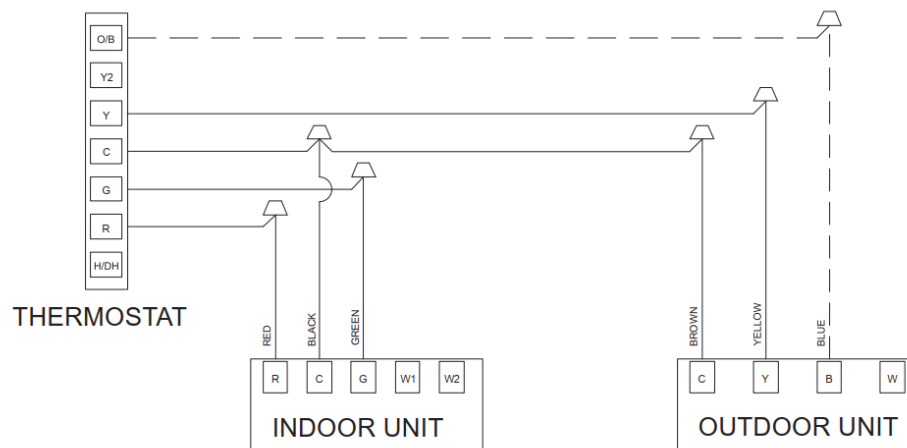 O/B
Y2
Y
C
G
R
H/DH
THERMOSTAT
RED
BLACK
GREEN
BROWN
YELLOW
BLUE
R C G W1 W2
C Y B W
INDOOR UNIT
OUTDOOR UNIT